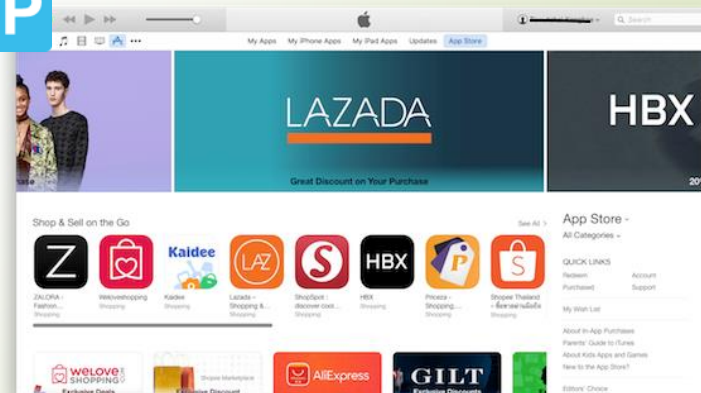 P
Search
My Apps My iPhone Apps My iPad Apps Updates App Store
LAZADA
HBX
Great Discount on Your Purchase
20
Shop & Sell on the Go
See All >
App Store
All Categories
Z
Kaidee
LAZ
S
HBX
P
S
QUICK LINKS
Redeem Account
Purchased Support
ZALORA - Fashion...
Shopping
Weloveshopping
Shopping
Kaidee
Shopping
Lazada - Shopping &...
Shopping
ShopSpot : discover cool...
Shopping
HBX
Shopping
Priceza - Shopping,...
Shopping
Shopee Thailand
Shopping
My Wish List
About In-App Purchases
Parents' Guide to iTunes
About Kids Apps and Games
New to the App Store?
Editors' Choice
WELOVE
SHOPPING
Exclusive Deals
Shopee Marketplace
Exclusive Discount
AliExpress
GILT
Exclusive Discounts